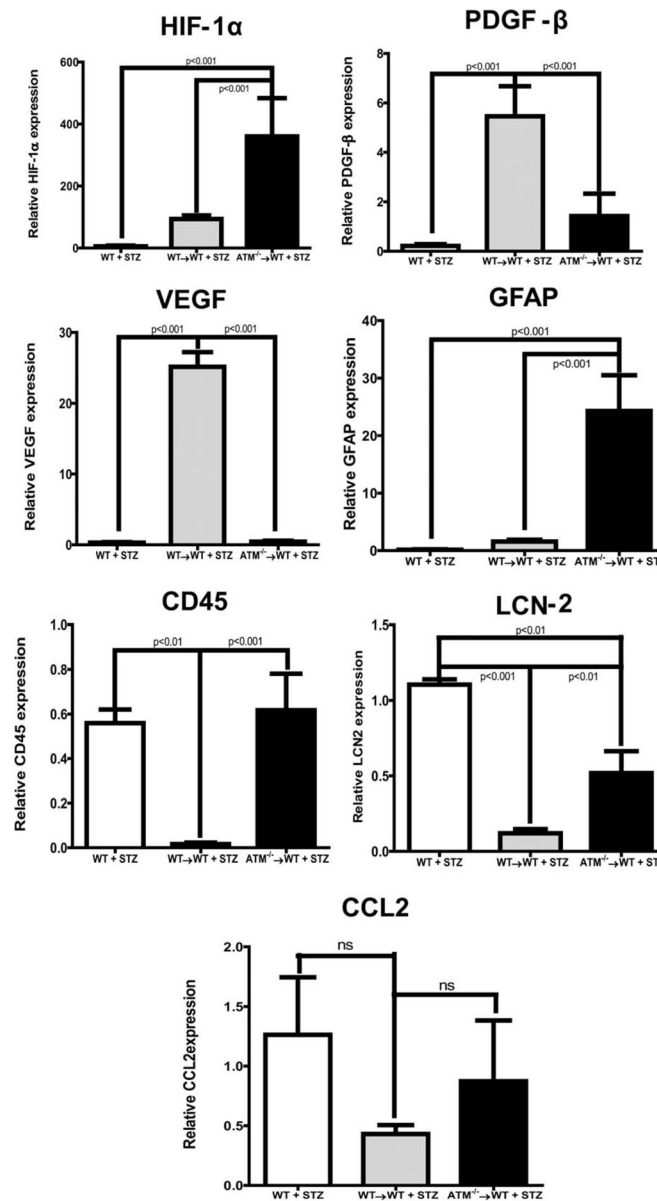 HIF-1α
p<0.001
p<0.001
Relative HIF-1α expression
600
400
200
0
WT + STZ
WT→WT + STZ
ATM-/-→WT + STZ
PDGF -β
p<0.001
p<0.001
Relative PDGF-β expression
8
6
4
2
0
WT + STZ
WT→WT + STZ
ATM-/-→WT + STZ
VEGF
p<0.001
p<0.001
Relative VEGF expression
30
20
10
0
WT + STZ
WT→WT + STZ
ATM-/-→WT + STZ
GFAP
p<0.001
p<0.001
Relative GFAP expression
40
30
20
10
0
WT + STZ
WT→WT + STZ
ATM-/-→WT + STZ
CD45
p<0.01
p<0.001
Relative CD45 expression
1.0
0.8
0.6
0.4
0.2
0.0
WT + STZ
WT→WT + STZ
ATM-/-→WT + STZ
LCN-2
p<0.01
p<0.001
p<0.01
Relative LCN2 expression
1.5
1.0
0.5
0.0
WT + STZ
WT→WT + STZ
ATM-/-→WT + ST
CCL2
ns
ns
Relative CCL2expression
2.0
1.5
1.0
0.5
0.0
WT + STZ
WT→WT + STZ
ATM-/-→WT + STZ